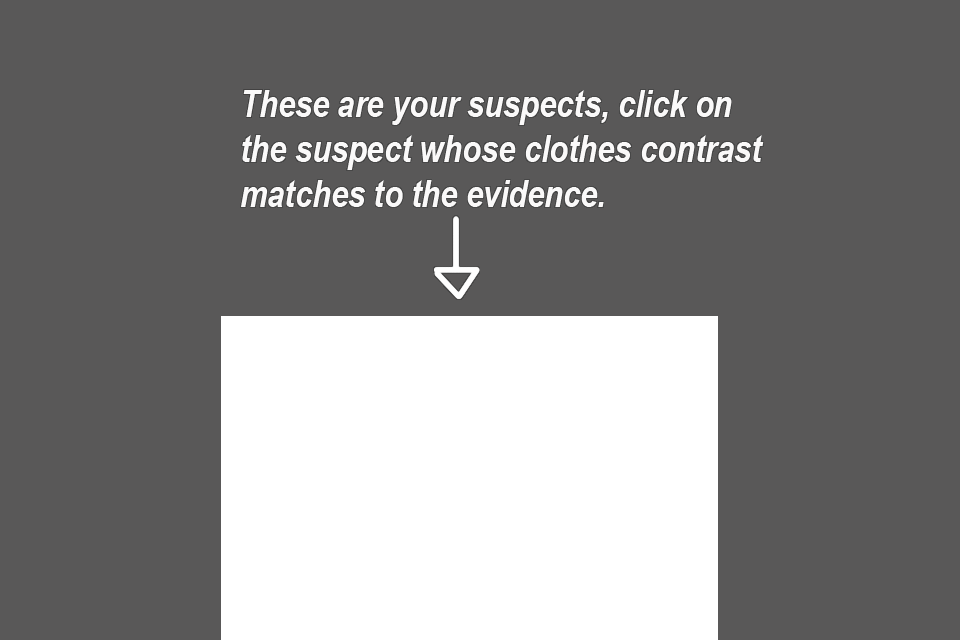 These are your suspects, click on
the suspect whose clothes contrast
matches to the evidence.